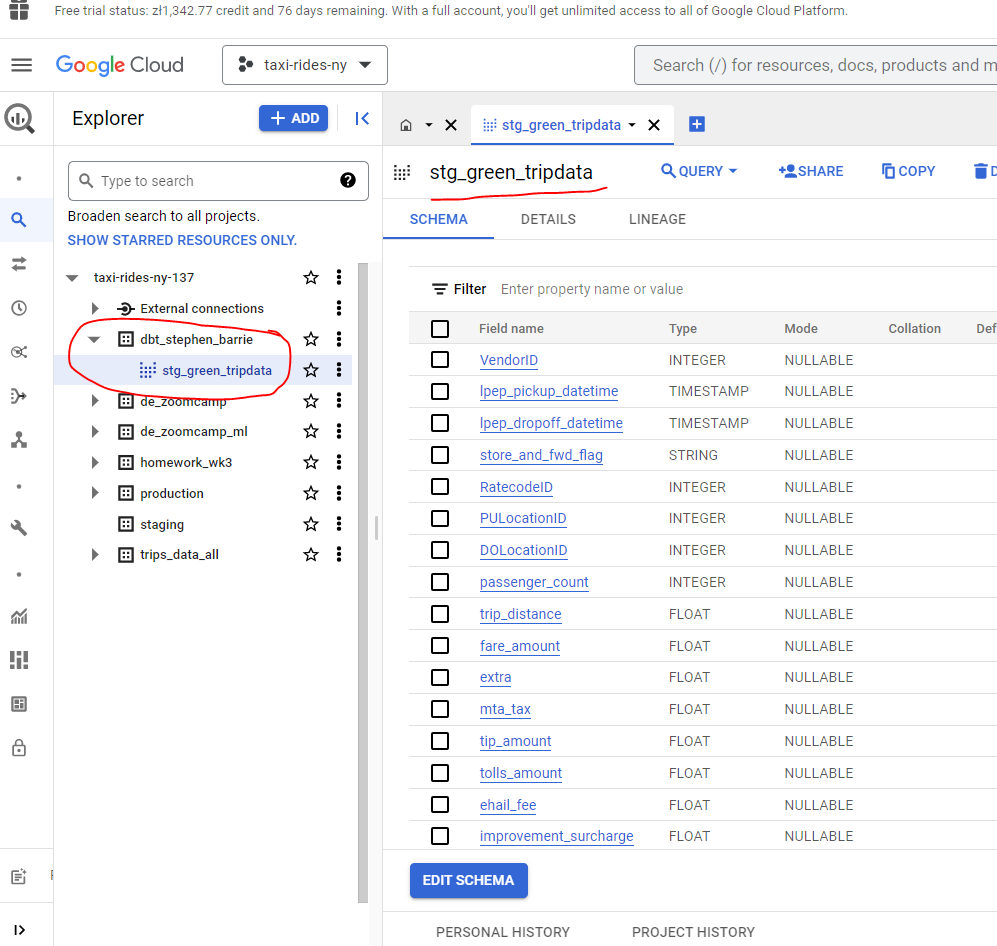 Free trial status: zł1,342.77 credit and 76 days remaining. With a full account, you'll get unlimited access to all of Google Cloud Platform.
Google Cloud
taxi-rides-ny
Search (/) for resources, docs, products and m
Explorer
+ ADD
Type to search
Broaden search to all projects.
SHOW STARRED RESOURCES ONLY.
taxi-rides-ny-137
External connections
dbt_stephen_barrie
stg_green_tripdata
de_zoomcamp
de_zoomcamp_ml
homework_wk3
production
staging
trips_data_all
stg_green_tripdata
stg_green_tripdata
QUERY
SHARE
COPY
D
SCHEMA DETAILS LINEAGE
Filter Enter property name or value
Field name Type Mode Collation Def
VendorID INTEGER NULLABLE
lpep_pickup_datetime TIMESTAMP NULLABLE
lpep_dropoff_datetime TIMESTAMP NULLABLE
store_and_fwd_flag STRING NULLABLE
RatecodeID INTEGER NULLABLE
PULocationID INTEGER NULLABLE
DOLocationID INTEGER NULLABLE
passenger_count INTEGER NULLABLE
trip_distance FLOAT NULLABLE
fare_amount FLOAT NULLABLE
extra FLOAT NULLABLE
mta_tax FLOAT NULLABLE
tip_amount FLOAT NULLABLE
tolls_amount FLOAT NULLABLE
ehail_fee FLOAT NULLABLE
improvement_surcharge FLOAT NULLABLE
EDIT SCHEMA
PERSONAL HISTORY PROJECT HISTORY